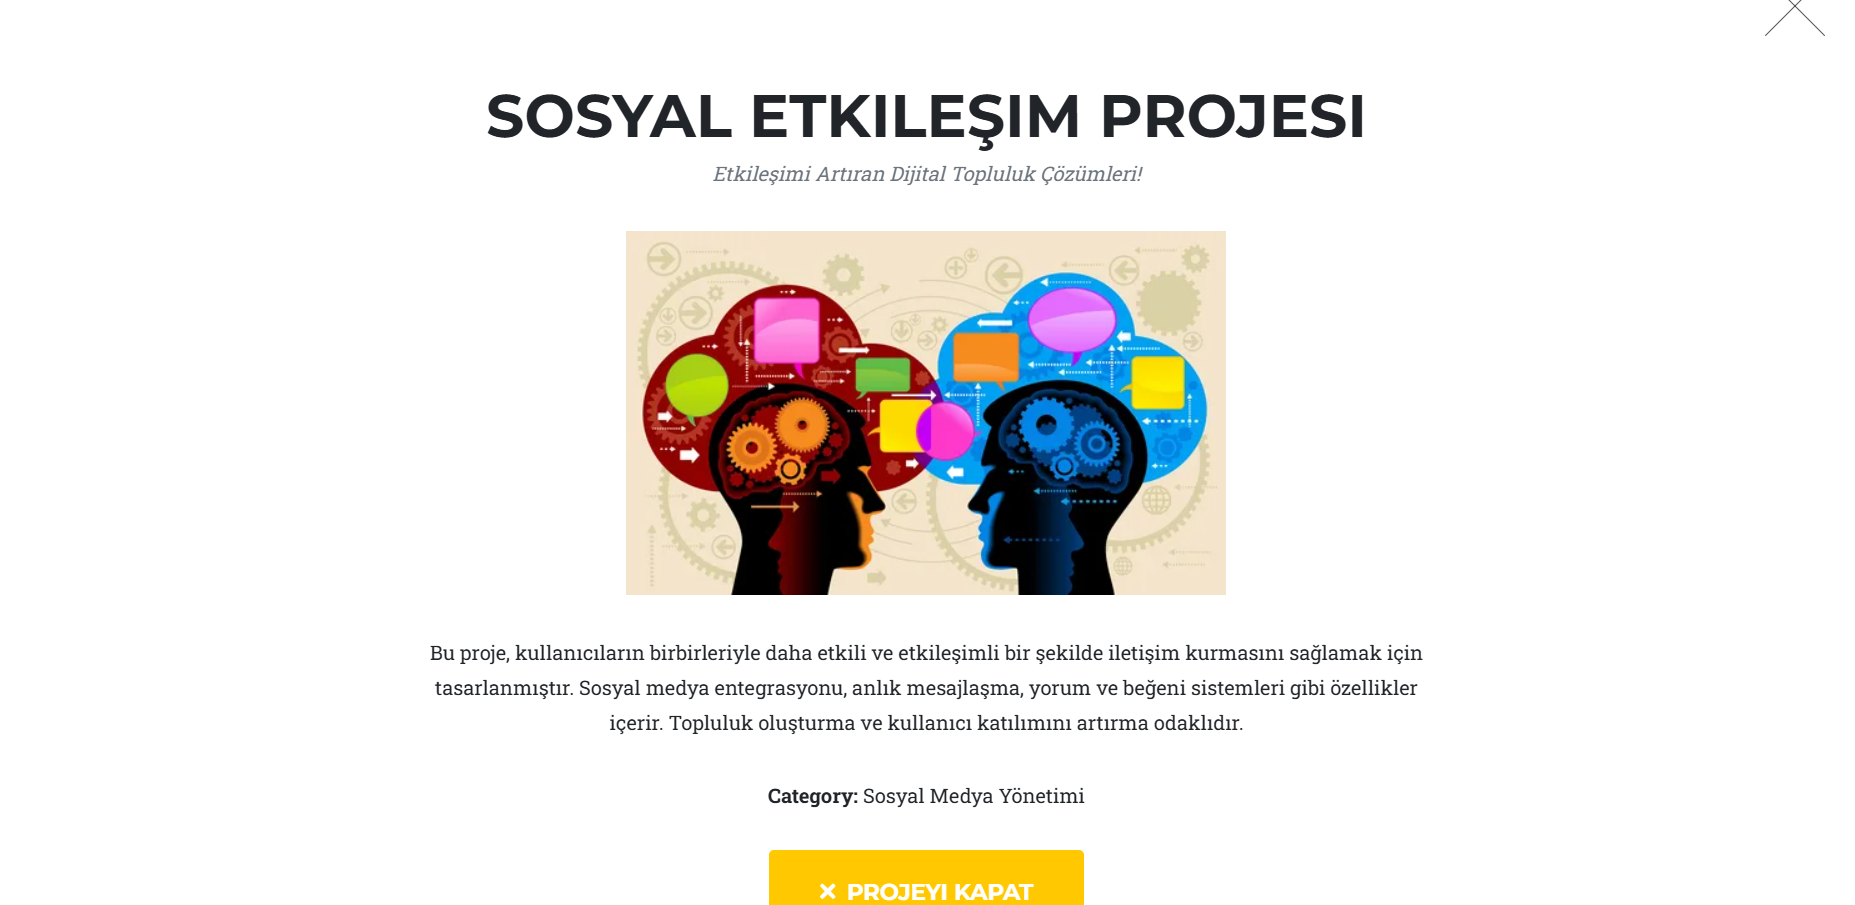 SOSYAL ETKILEŞIM PROJESI
Etkileşimi Artıran Dijital Topluluk Çözümleri!
Bu proje, kullanıcıların birbirleriyle daha etkili ve etkileşimli bir şekilde iletişim kurmasını sağlamak için
tasarlanmıştır. Sosyal medya entegrasyonu, anlık mesajlaşma, yorum ve beğeni sistemleri gibi özellikler
içerir. Topluluk oluşturma ve kullanıcı katılımını artırma odaklıdır.
Category: Sosyal Medya Yönetimi
PROJEYI KAPAT